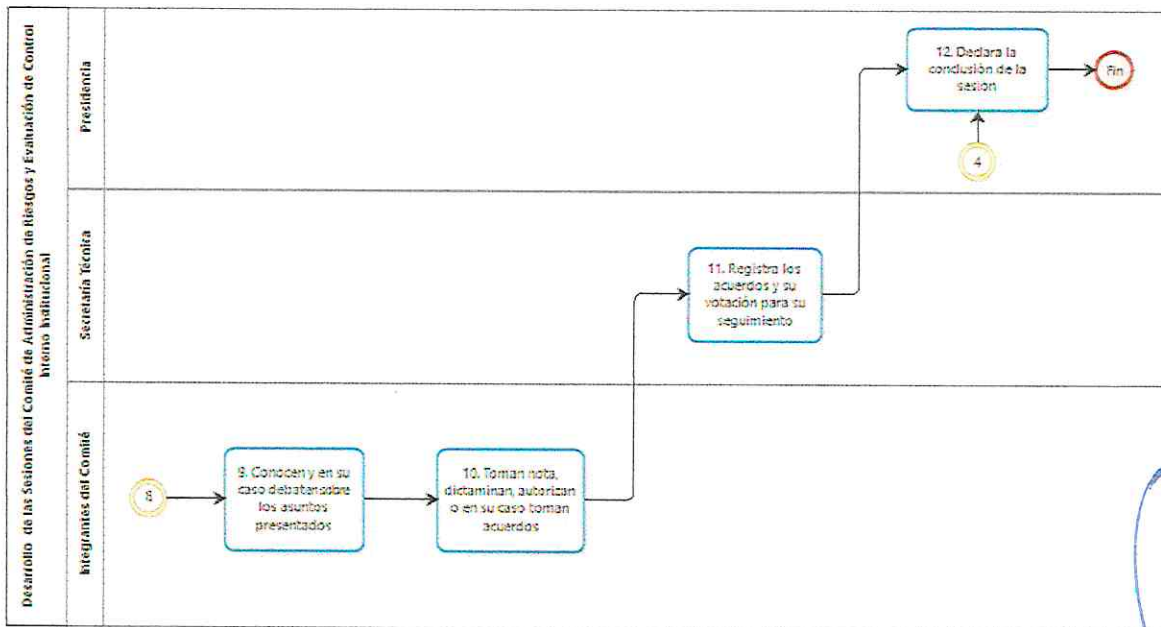 Desarrollo de las Sesiones del Comité de Administración de Riesgos y Evaluación de Control
Interno Institucional
Presidencia
12. Declara la
conclusión de la
sesión
Fin
4
Secretaría Técnica
11. Registra los
acuerdos y su
votación para su
seguimiento
Integrantes del Comité
8
9. Conocen y en su
caso debaten sobre
los asuntos
presentados
10. Toman nota,
dictaminan, autorizan
o en su caso toman
acuerdos